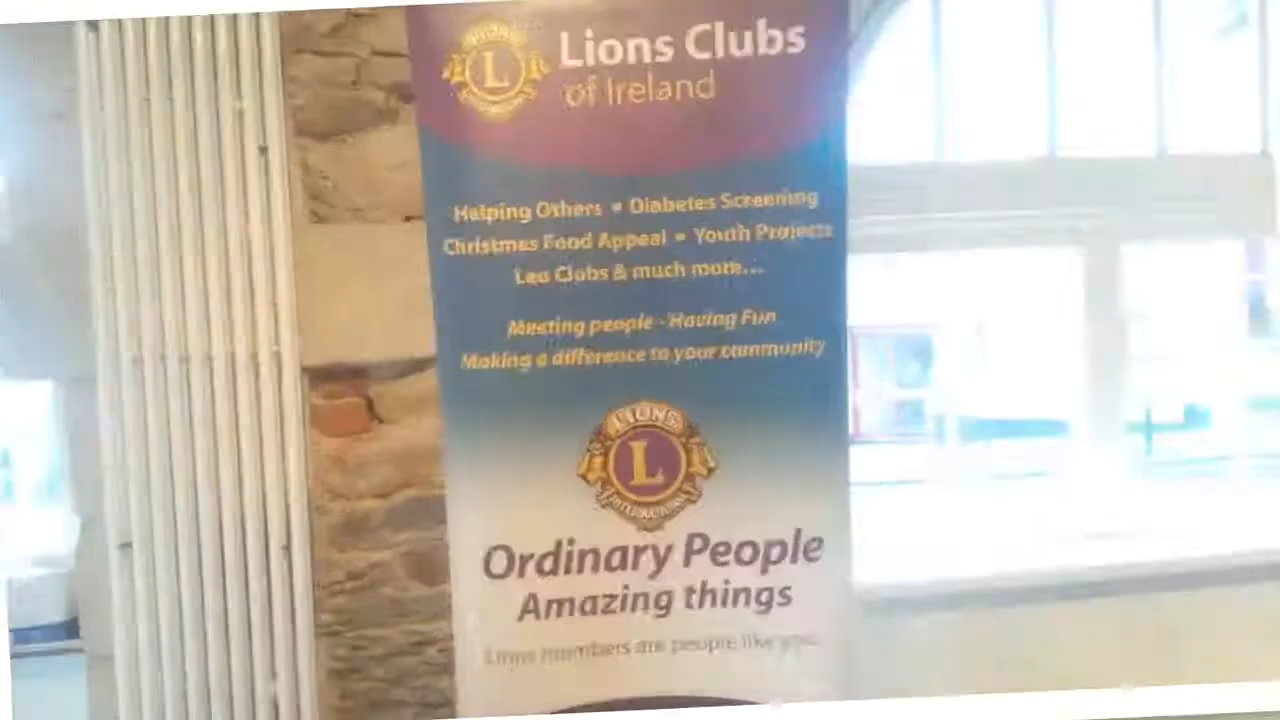 Lions Clubs
of Ireland
Helping Others • Diabetes Screening
Christmas Food Appeal • Youth Projects
Leo Clubs & much more...
Meeting people - Having Fun
Making a difference to your community
LIONS
L
INTERNATIONAL
Ordinary People
Amazing things
Lions members are people like you